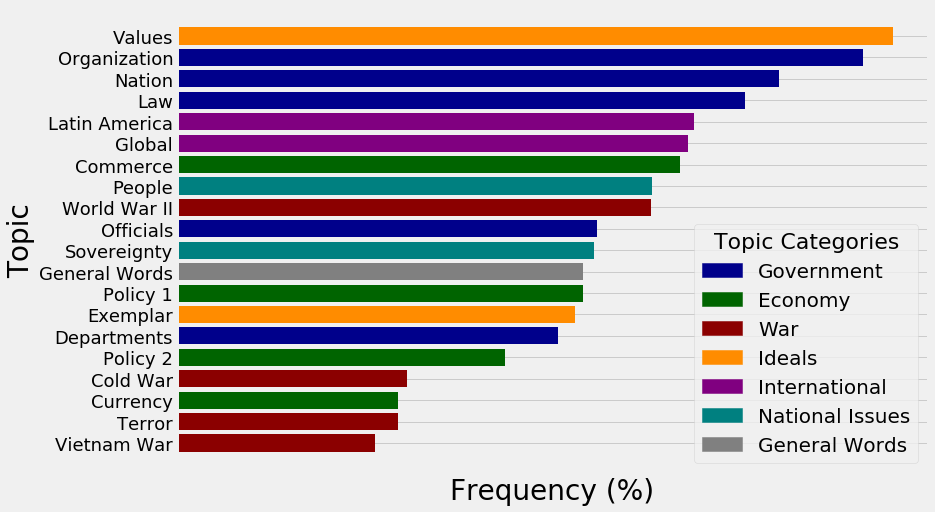 Values
Organization
Nation
Law
Latin America
Global
Commerce
People
World War II
Officials
Sovereignty
General Words
Policy 1
Exemplar
Departments
Policy 2
Cold War
Currency
Terror
Vietnam War
Topic
Frequency (%)
Topic Categories
Government
Economy
War
Ideals
International
National Issues
General Words